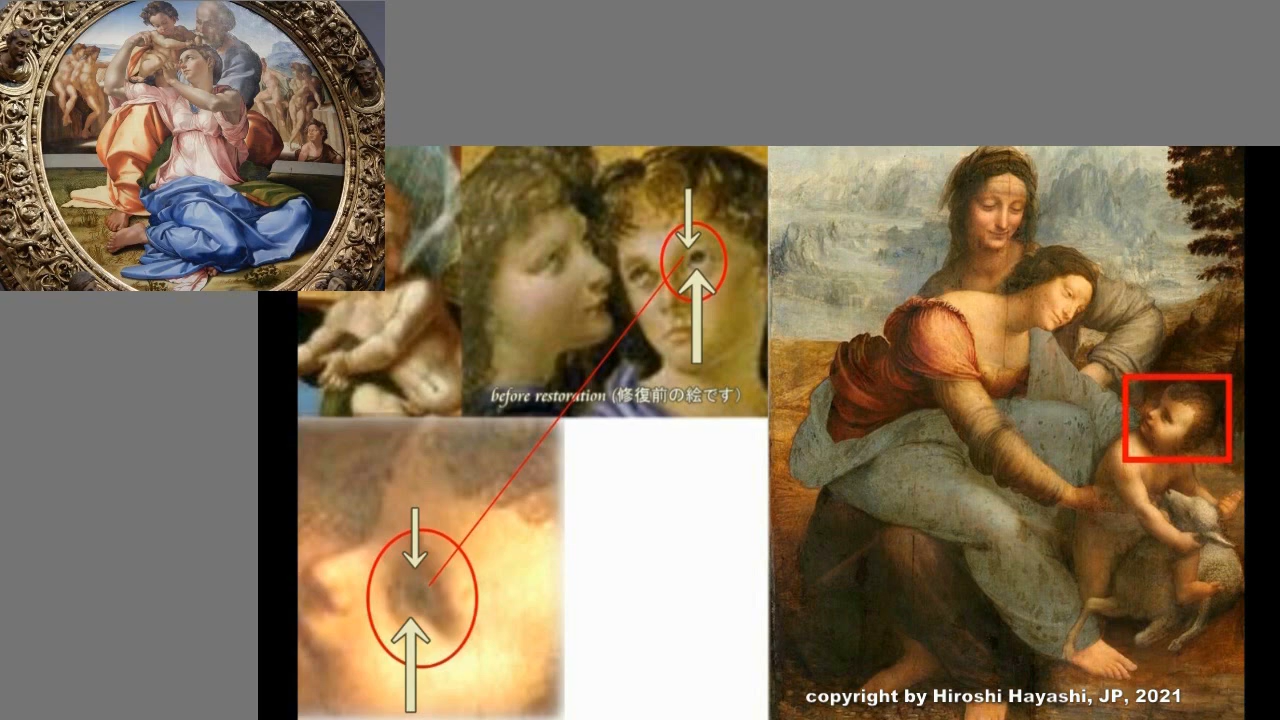 before restoration (修復前の絵です)
copyright by Hiroshi Hayashi, JP, 2021